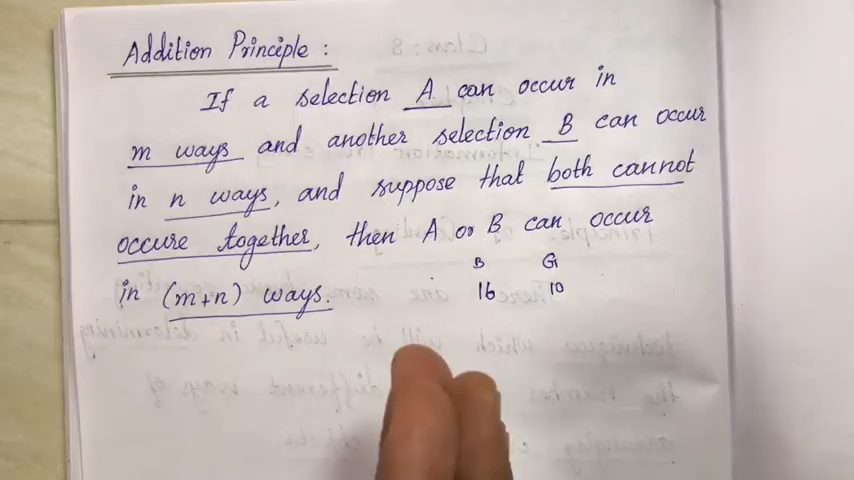 Addition Principle :
If a selection A can occur in
m ways and another selection B can occur
in n ways, and suppose that both cannot
occure together, then A or B can occur
in (m+n) ways.
B G
16 10